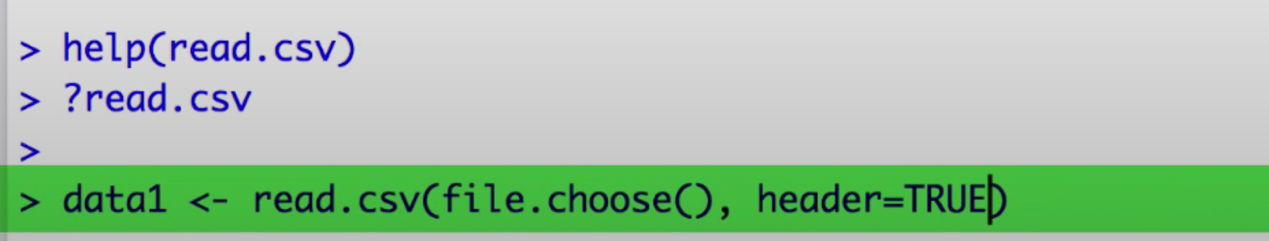 > help(read.csv)
> ?read.csv
>
> data1 <- read.csv(file.choose(), header=TRUE)